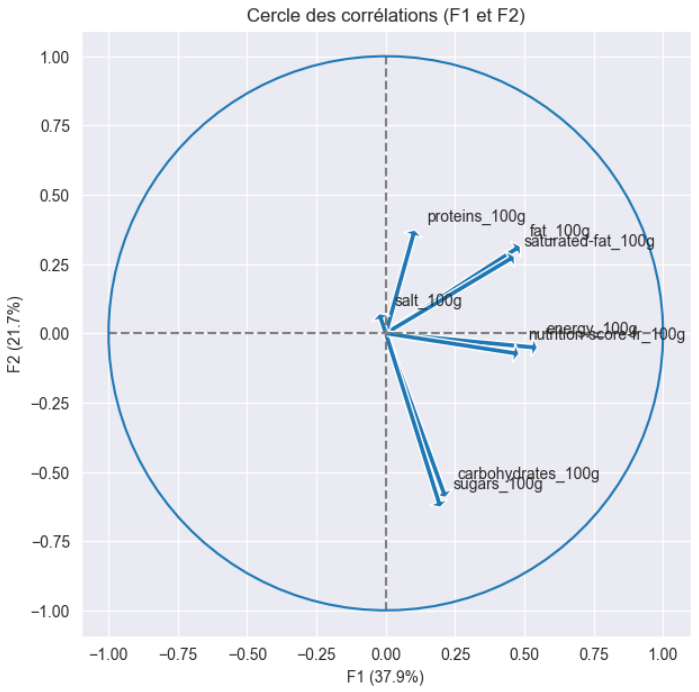 Cercle des corrélations (F1 et F2)
1.00
0.75
0.50
proteins_100g
fat_100g
saturated-fat_100g
0.25
salt_100g
energy_100g
nutrition-score-fr_100g
0.00
F2 (21.7%)
−0.25
carbohydrates_100g
sugars_100g
−0.50
−0.75
−1.00
−1.00 −0.75 −0.50 −0.25 0.00 0.25 0.50 0.75 1.00
F1 (37.9%)